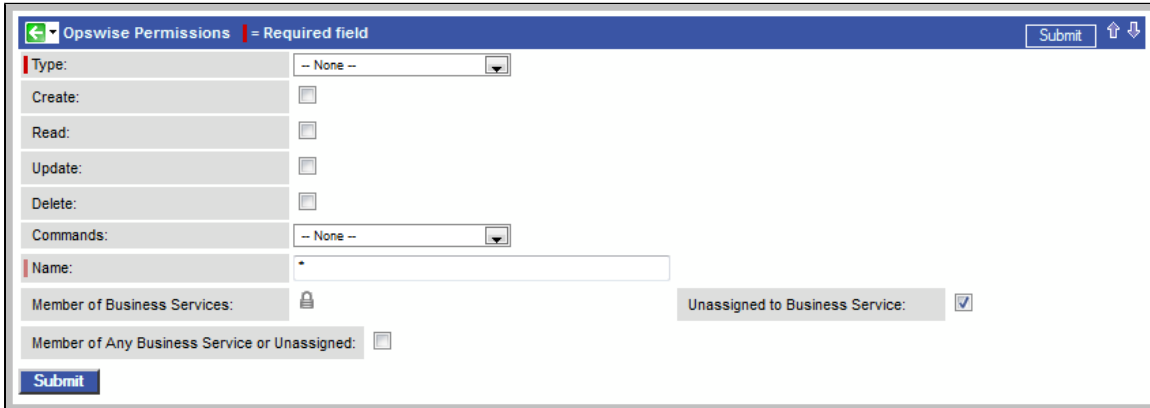 Opswise Permissions = Required field Submit
Type: -- None --
Create:
Read:
Update:
Delete:
Commands: -- None --
Name: *
Member of Business Services: Unassigned to Business Service:
Member of Any Business Service or Unassigned:
Submit